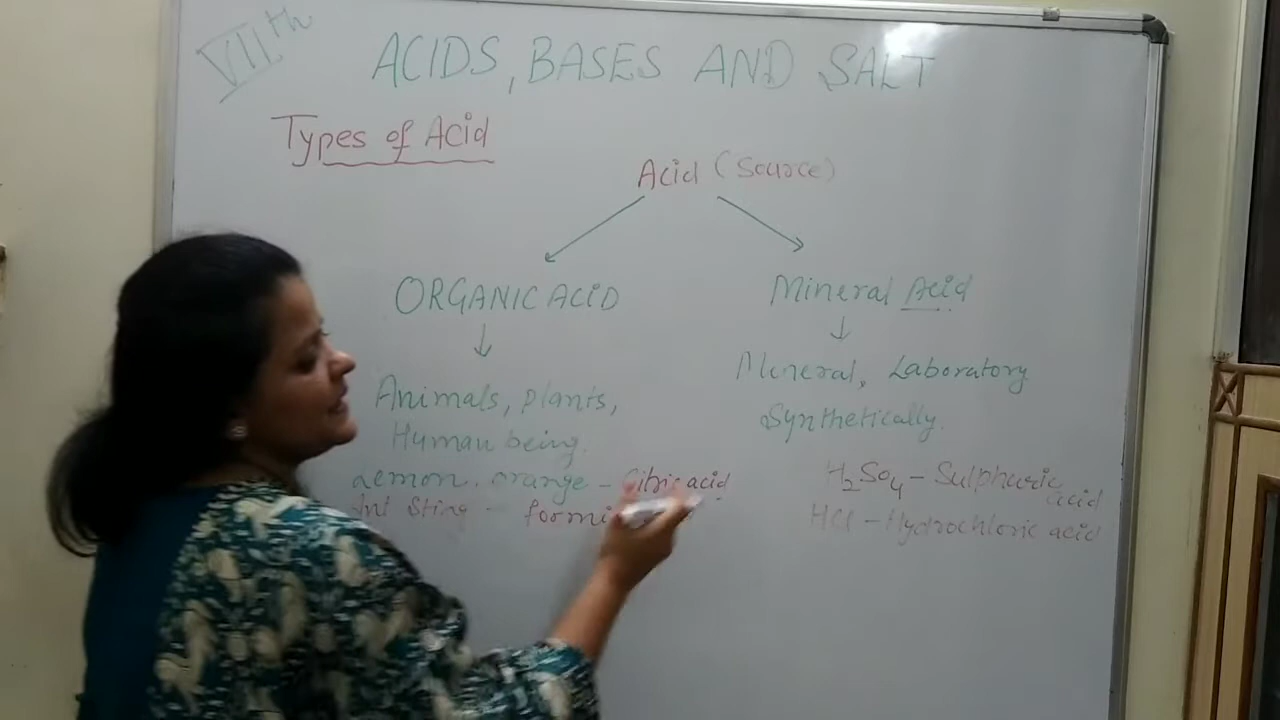 VIIth
ACIDS, BASES AND SALT
Types of Acid
Acid (Source)
ORGANIC ACID
Mineral Acid
Animals, plants,
Human being.
Lemon, orange - Citric acid
Ant Sting -
Mineral, Laboratory
Synthetically.
H2SO4 - Sulphuric
acid
HCl - Hydrochloric acid